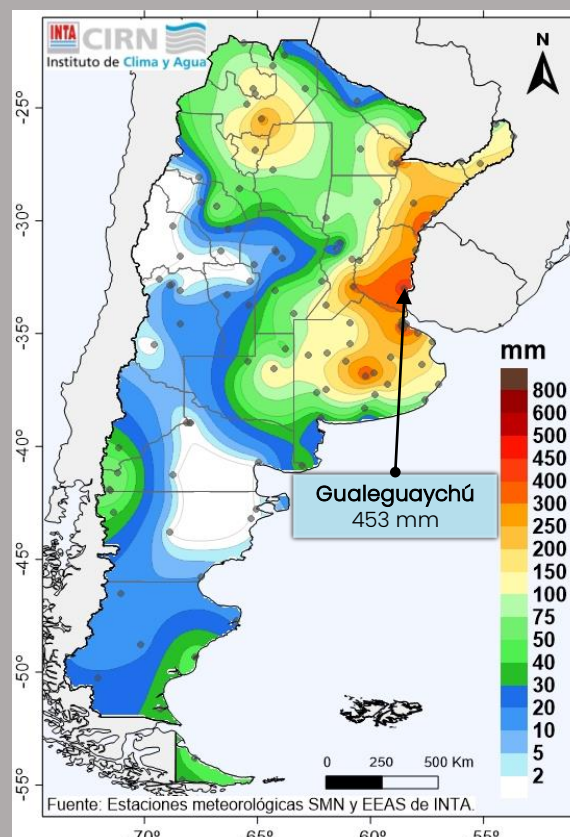 INTA CIRN
Instituto de Clima y Agua
N
-25°
-30°
-35°
-40°
-45°
-50°
-55°
mm
800
600
500
450
400
300
250
200
150
100
75
50
40
30
20
10
5
2
Gualeguaychú
453 mm
0 250 500 Km
Fuente: Estaciones meteorológicas SMN y EEAS de INTA.
-70° -65° -60° -55°